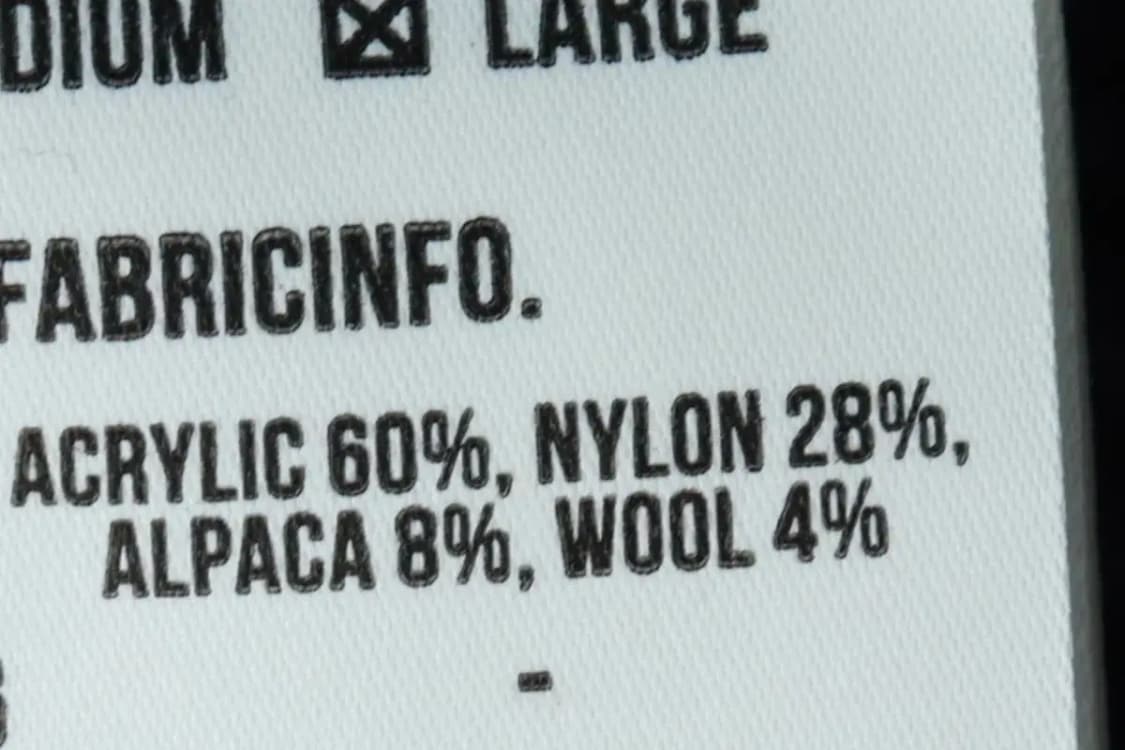 DIUM ☒ LARGE
FABRICINFO.
ACRYLIC 60%, NYLON 28%,
ALPACA 8%, WOOL 4%
-